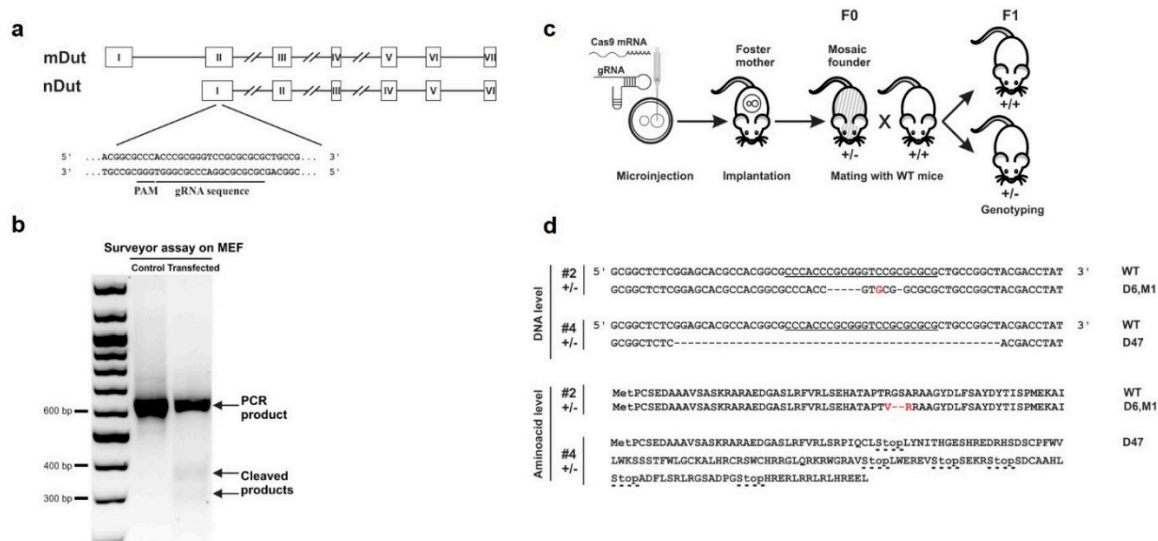 a
mDut
I II III IV V VI VII
nDut
I II III IV V VI
5' ...ACGGCGCCCACCCGCGGGTCCGCGCGCGCTGCCG... 3'
3' ...TGCCGCGGGTGGGCGCCCAGGCGCGCGCGACGGC 5'
PAM gRNA sequence
b
Surveyor assay on MEF
Control Transfected
600 bp
400 bp
300 bp
PCR product
Cleaved products
c
F0 F1
Cas9 mRNA
AAAAAA
gRNA
Foster mother
Mosaic founder
X
+/- +/+
+/+
+/-
Microinjection Implantation Mating with WT mice
Genotyping
d
DNA level
#2 +/-
5' GCGGCTCTCGGAGCACGCCACGGCGCCCACCCGCGGGTCCGCGCGCGCTGCCGGCTACGACCTAT 3' WT
GCGGCTCTCGGAGCACGCCACGGCGCCCACC-----GTGCG-GCGCGCTGCCGGCTACGACCTAT D6,M1
#4 +/-
5' GCGGCTCTCGGAGCACGCCACGGCGCCCACCCGCGGGTCCGCGCGCGCTGCCGGCTACGACCTAT 3' WT
GCGGCTCTC-----------------------------------------------ACGACCTAT D47
Aminoacid level
#2 +/-
MetPCSEDAAAVSASKRARAEDGASLRFVRLSEHATAPTRGSARAAGYDLFSAYDYTISPMEKAI WT
MetPCSEDAAAVSASKRARAEDGASLRFVRLSEHATAPTV--RRAAGYDLFSAYDYTISPMEKAI D6,M1
#4 +/-
MetPCSEDAAAVSASKRARAEDGASLRFVRLSRPIQCLStopLYNITHGESHREDRHSDSCPFWV D47
LWKSSSTFWLGCKALHRCRSWCHRRGLQRKRWGRAVStopLWEREVStopSEKRStopSDCAAHL
StopADFLSRLRGSADPGStopHRERLRRLRLHREEL